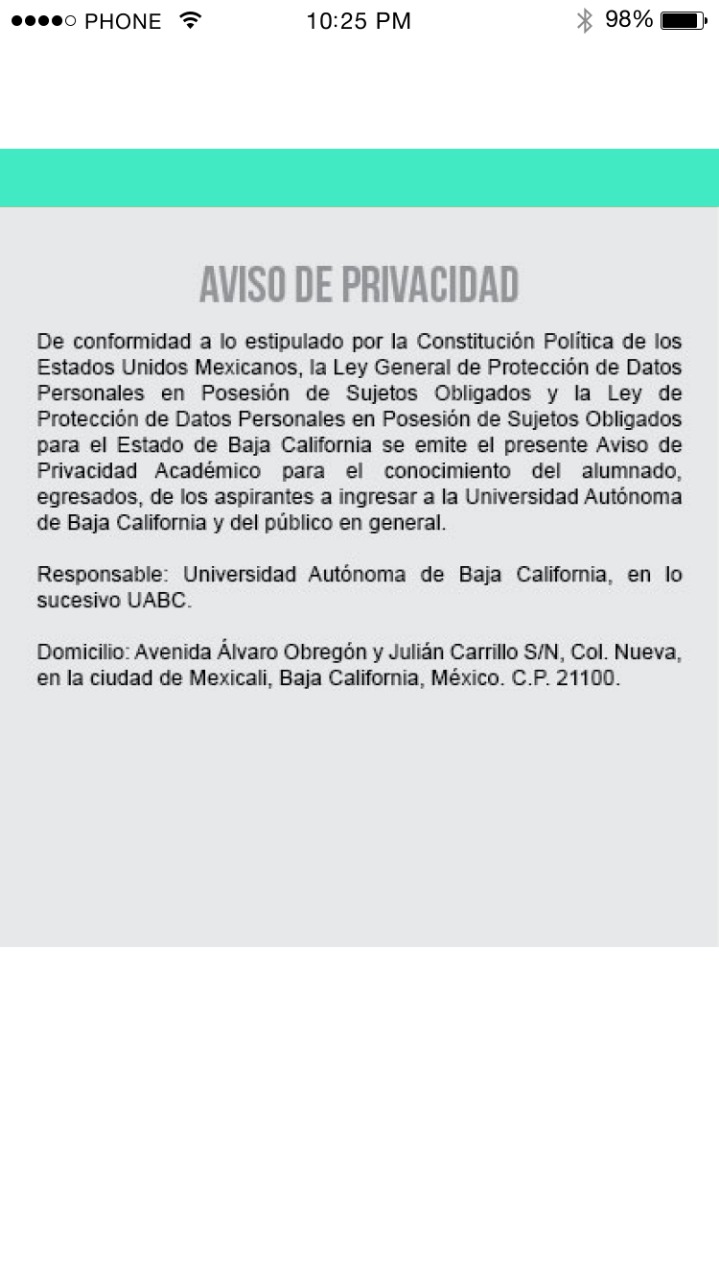 PHONE 10:25 PM 98%
AVISO DE PRIVACIDAD
De conformidad a lo estipulado por la Constitución Política de los
Estados Unidos Mexicanos, la Ley General de Protección de Datos
Personales en Posesión de Sujetos Obligados y la Ley de
Protección de Datos Personales en Posesión de Sujetos Obligados
para el Estado de Baja California se emite el presente Aviso de
Privacidad Académico para el conocimiento del alumnado,
egresados, de los aspirantes a ingresar a la Universidad Autónoma
de Baja California y del público en general.
Responsable: Universidad Autónoma de Baja California, en lo
sucesivo UABC.
Domicilio: Avenida Álvaro Obregón y Julián Carrillo S/N, Col. Nueva,
en la ciudad de Mexicali, Baja California, México. C.P. 21100.